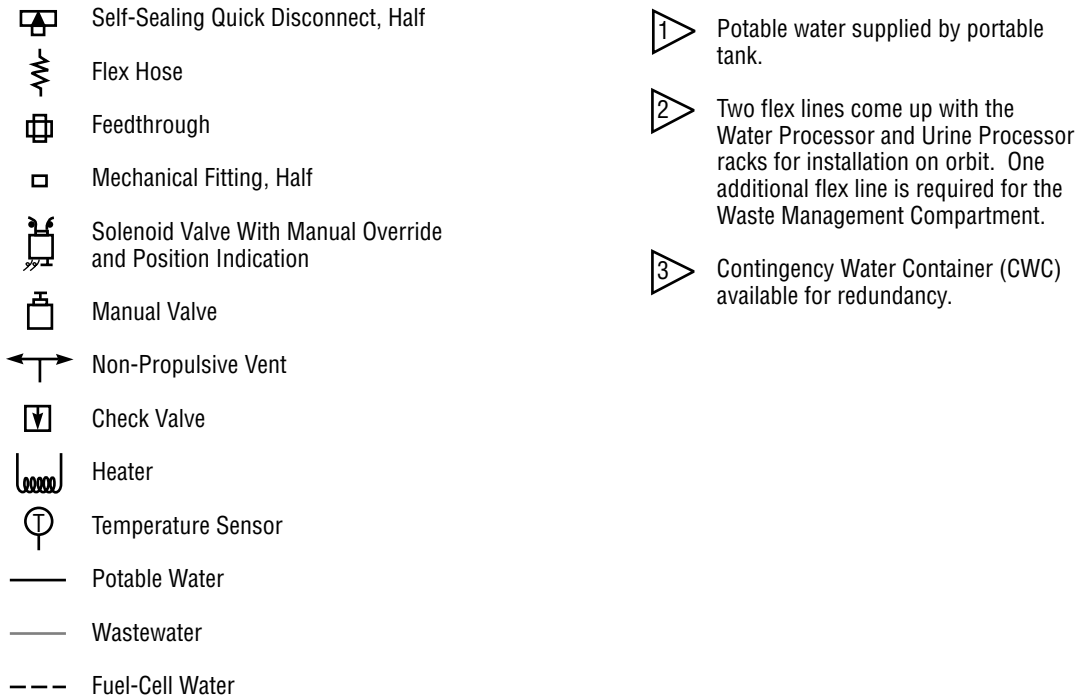 Self-Sealing Quick Disconnect, Half
Flex Hose
Feedthrough
Mechanical Fitting, Half
Solenoid Valve With Manual Override
and Position Indication
Manual Valve
Non-Propulsive Vent
Check Valve
Heater
T
Temperature Sensor
Potable Water
Wastewater
Fuel-Cell Water
1
Potable water supplied by portable
tank.
2
Two flex lines come up with the
Water Processor and Urine Processor
racks for installation on orbit. One
additional flex line is required for the
Waste Management Compartment.
3
Contingency Water Container (CWC)
available for redundancy.